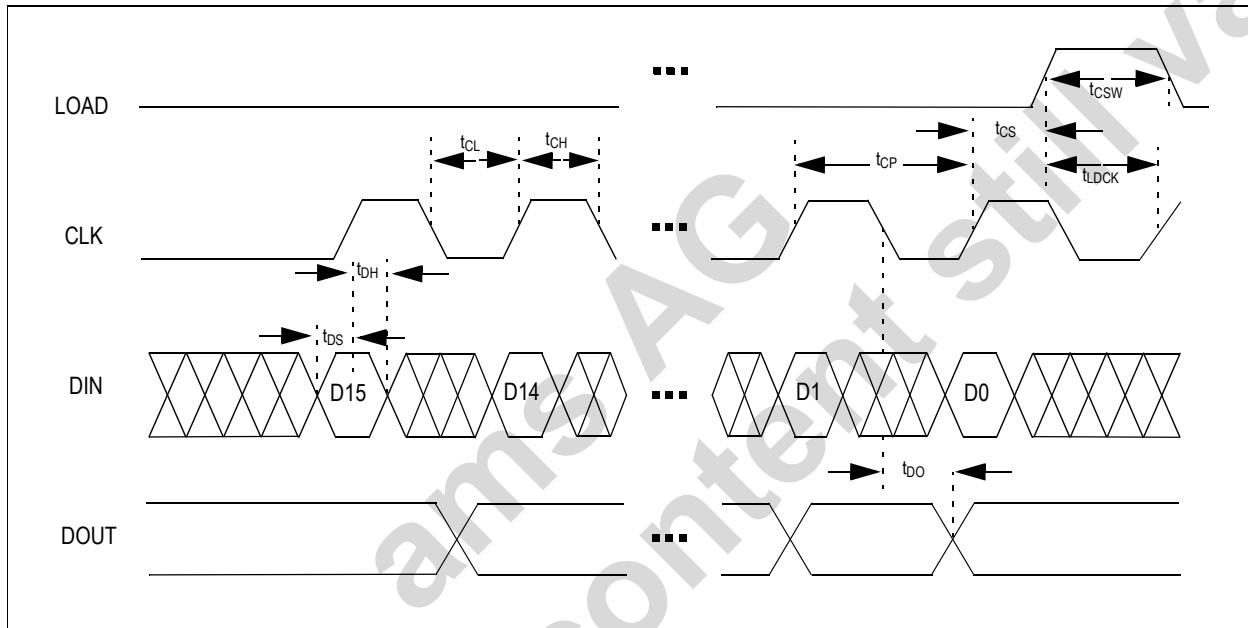 LOAD
tCSW
tCS
tCL
tCH
tCP
tLDCK
CLK
tDH
tDS
DIN
D15
D14
D1
D0
tDO
DOUT
ams AG
content still va